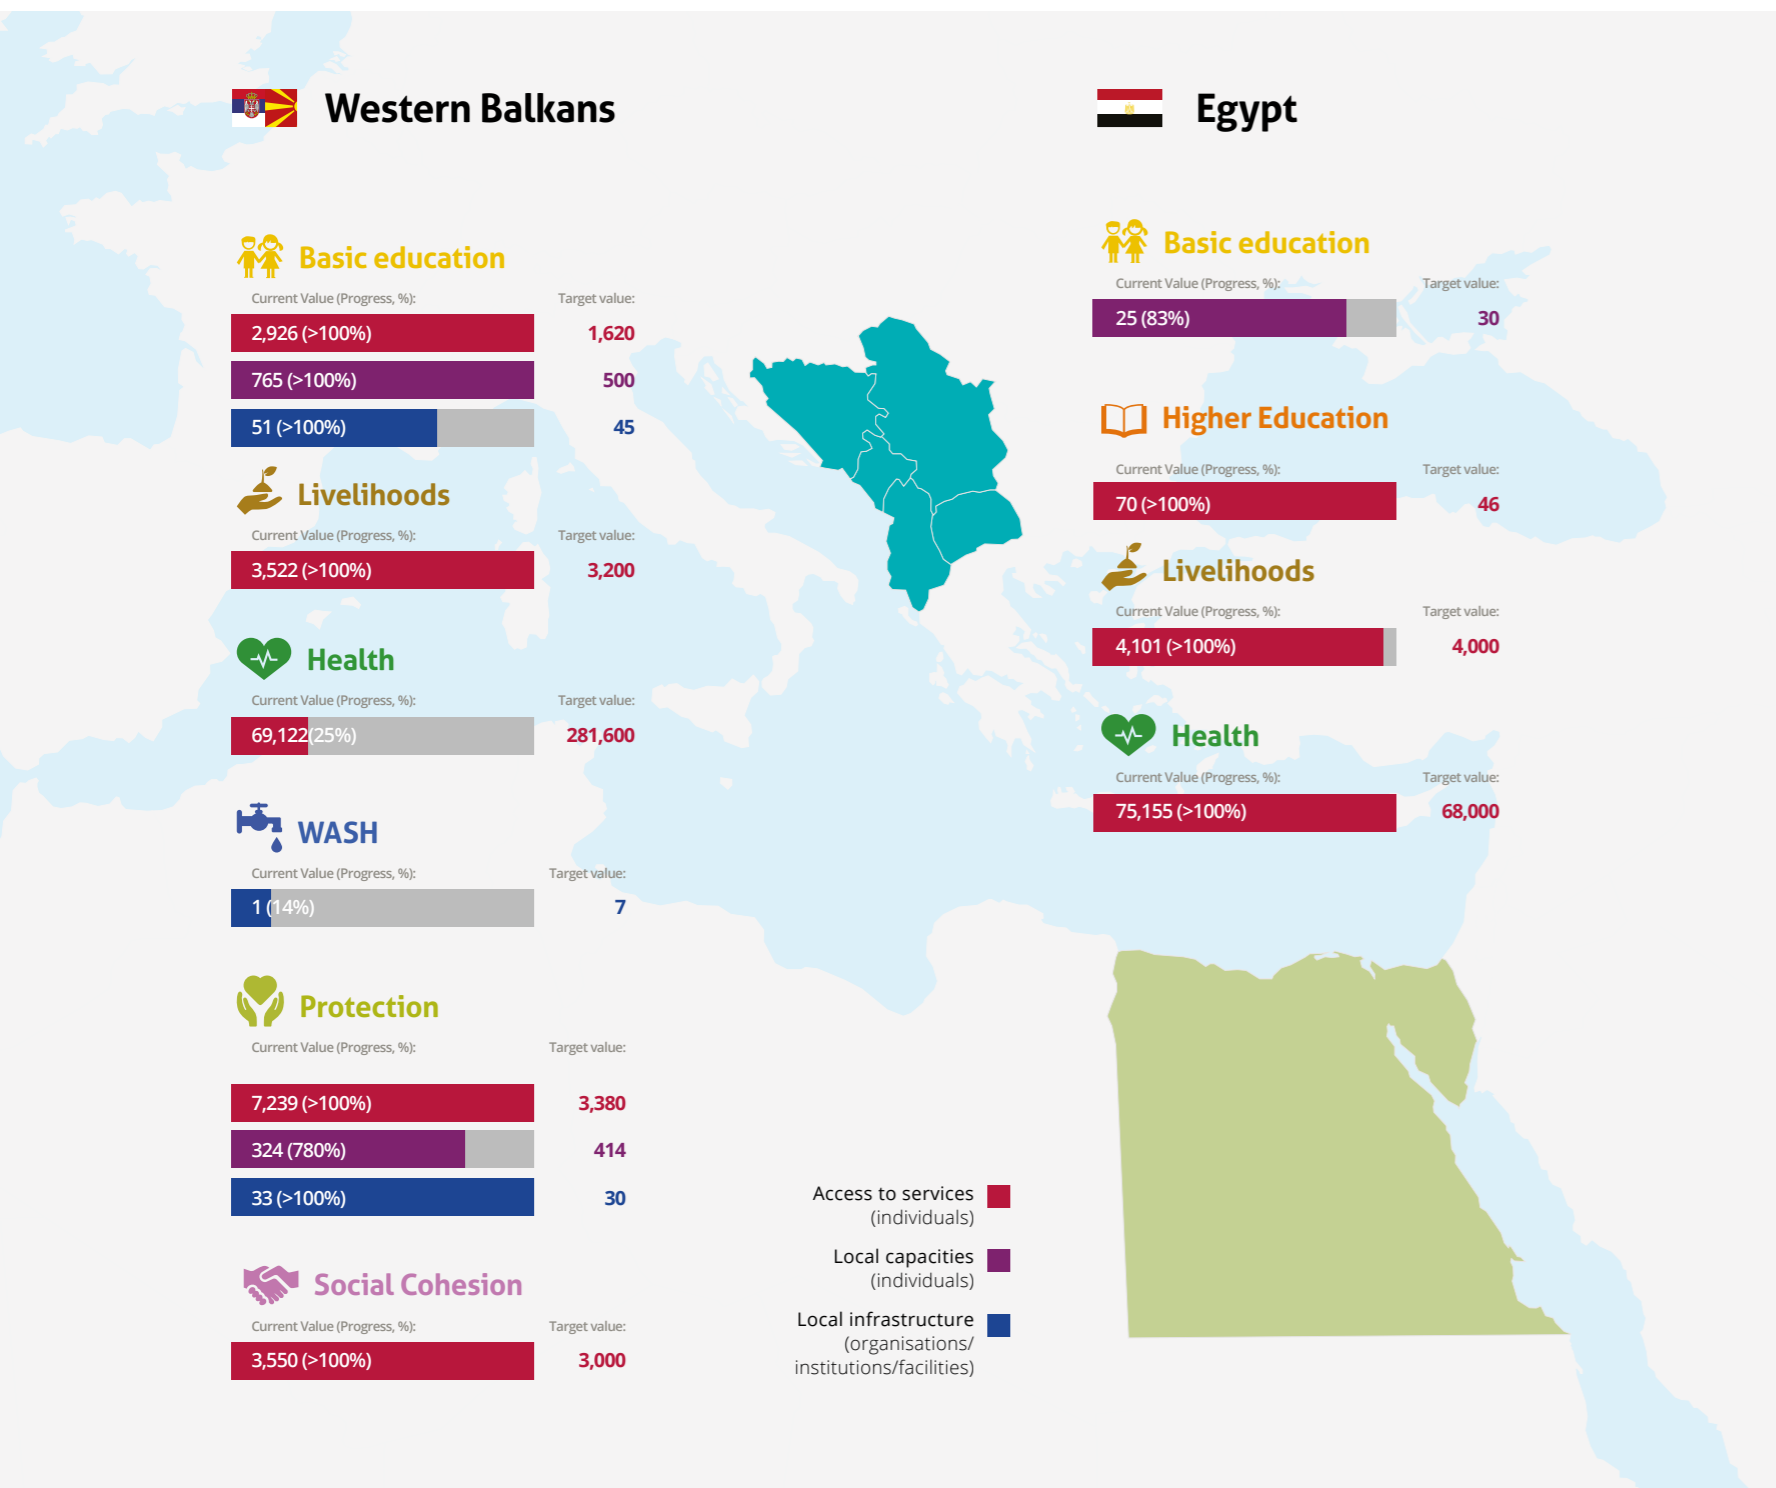 Western Balkans
Basic education
Current Value (Progress, %): Target value:
2,926 (>100%) 1,620
765 (>100%) 500
51 (>100%) 45
Livelihoods
Current Value (Progress, %): Target value:
3,522 (>100%) 3,200
Health
Current Value (Progress, %): Target value:
69,122(25%) 281,600
WASH
Current Value (Progress, %): Target value:
1 (14%) 7
Protection
Current Value (Progress, %): Target value:
7,239 (>100%) 3,380
324 (780%) 414
33 (>100%) 30
Social Cohesion
Current Value (Progress, %): Target value:
3,550 (>100%) 3,000
Egypt
Basic education
Current Value (Progress, %): Target value:
25 (83%) 30
Higher Education
Current Value (Progress, %): Target value:
70 (>100%) 46
Livelihoods
Current Value (Progress, %): Target value:
4,101 (>100%) 4,000
Health
Current Value (Progress, %): Target value:
75,155 (>100%) 68,000
Access to services
(individuals)
Local capacities
(individuals)
Local infrastructure
(organisations/
institutions/facilities)